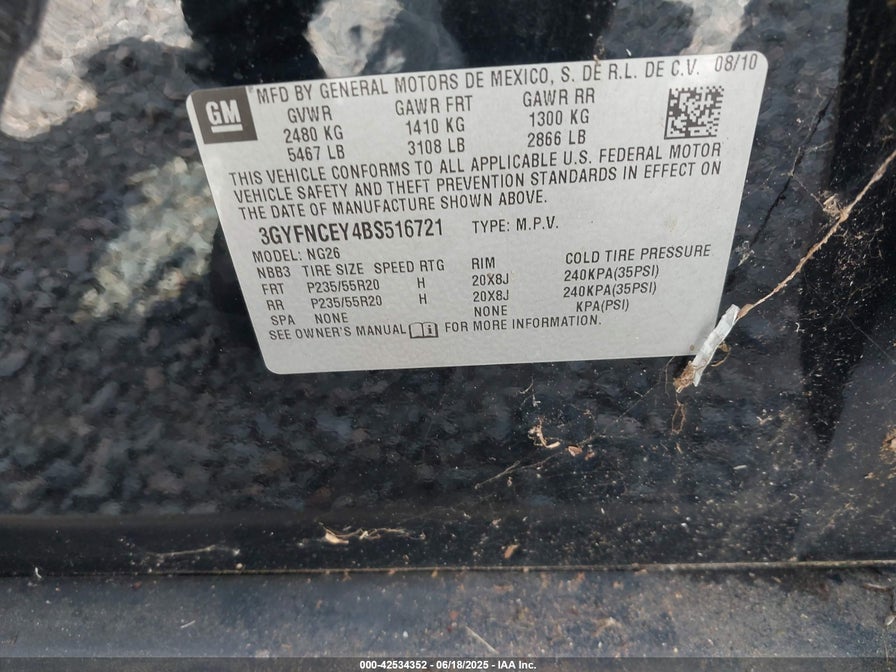 GM MFD BY GENERAL MOTORS DE MEXICO, S. DE R.L. DE C.V. 08/10
GVWR GAWR FRT GAWR RR
2480 KG 1410 KG 1300 KG
5467 LB 3108 LB 2866 LB
THIS VEHICLE CONFORMS TO ALL APPLICABLE U.S. FEDERAL MOTOR
VEHICLE SAFETY AND THEFT PREVENTION STANDARDS IN EFFECT ON
THE DATE OF MANUFACTURE SHOWN ABOVE.
3GYFNCEY4BS516721 TYPE: M.P.V.
MODEL: NG26
NBB3 TIRE SIZE SPEED RTG RIM COLD TIRE PRESSURE
FRT P235/55R20 H 20X8J 240KPA(35PSI)
RR P235/55R20 H 20X8J 240KPA(35PSI)
SPA NONE NONE KPA(PSI)
SEE OWNER'S MANUAL FOR MORE INFORMATION.
000-42534352 06/18/2025 IAA Inc.